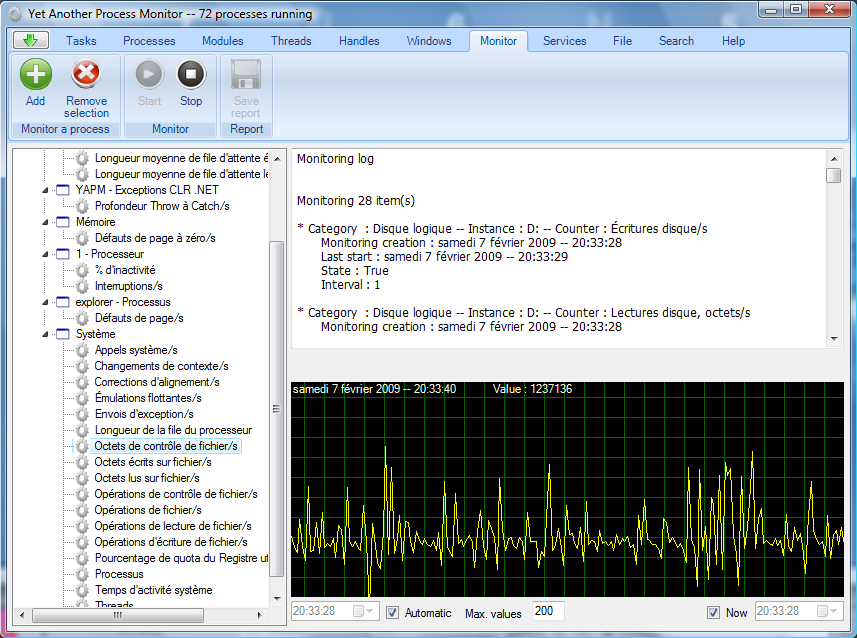 Yet Another Process Monitor -- 72 processes running
Tasks Processes Modules Threads Handles Windows Monitor Services File Search Help
Add Remove selection Start Stop Save report
Monitor a process Monitor Report
Longueur moyenne de file d'attente é
Longueur moyenne de file d'attente le
YAPM - Exceptions CLR .NET
Profondeur Throw à Catch/s
Mémoire
Défauts de page à zéro/s
1 - Processeur
% d'inactivité
Interruptions/s
explorer - Processus
Défauts de page/s
Système
Appels système/s
Changements de contexte/s
Corrections d'alignement/s
Émulations flottantes/s
Envois d'exception/s
Longueur de la file du processeur
Octets de contrôle de fichier/s
Octets écrits sur fichier/s
Octets lus sur fichier/s
Opérations de contrôle de fichier/s
Opérations de fichier/s
Opérations de lecture de fichier/s
Opérations d'écriture de fichier/s
Pourcentage de quota du Registre ut
Processus
Temps d'activité système
Threads
Monitoring log
Monitoring 28 item(s)
* Category : Disque logique -- Instance : D: -- Counter : Écritures disque/s
Monitoring creation : samedi 7 février 2009 -- 20:33:28
Last start : samedi 7 février 2009 -- 20:33:29
State : True
Interval : 1
* Category : Disque logique -- Instance : D: -- Counter : Lectures disque, octets/s
Monitoring creation : samedi 7 février 2009 -- 20:33:28
samedi 7 février 2009 -- 20:33:40 Value : 1237136
20:33:28 Automatic Max. values 200 Now 20:33:28